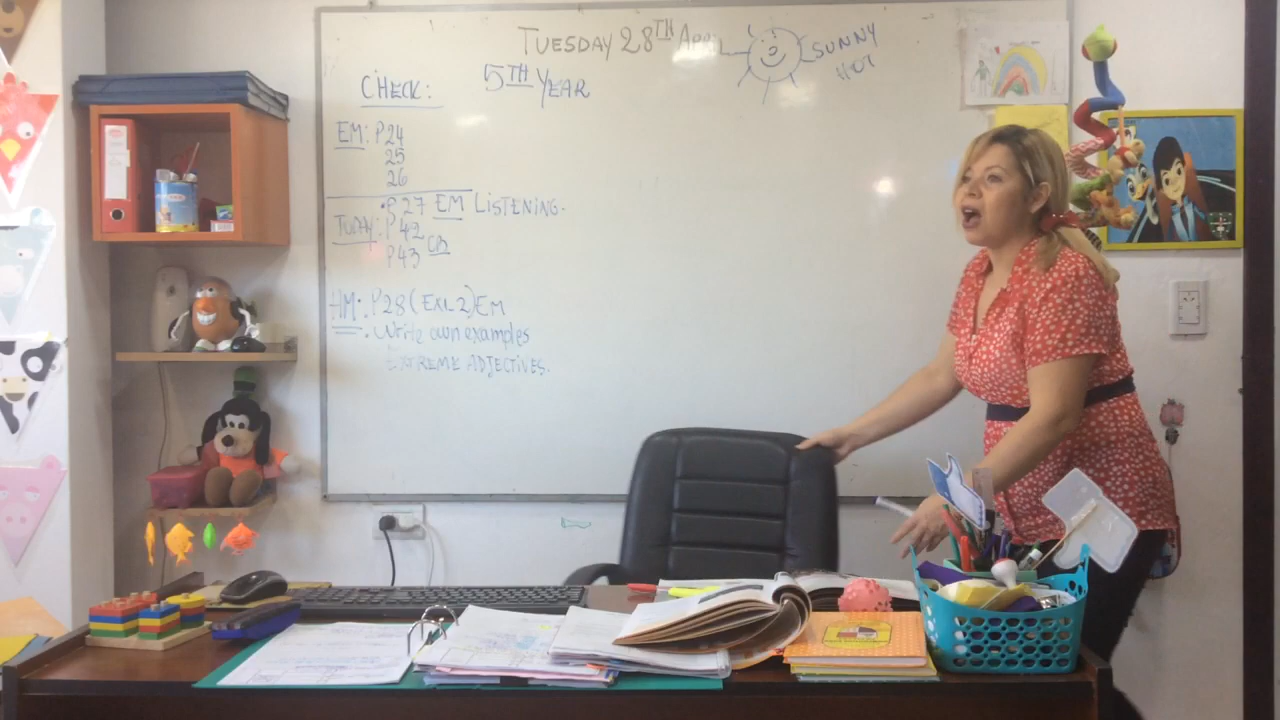 TUESDAY 28TH APRIL SUNNY
HOT
CHECK: 5TH YEAR
EM: P24
25
26
•P27 EM LISTENING.
TODAY: P42
P43 CB
HM: •P28 (EX. 2) EM
• Write own examples
EXTREME ADJECTIVES.